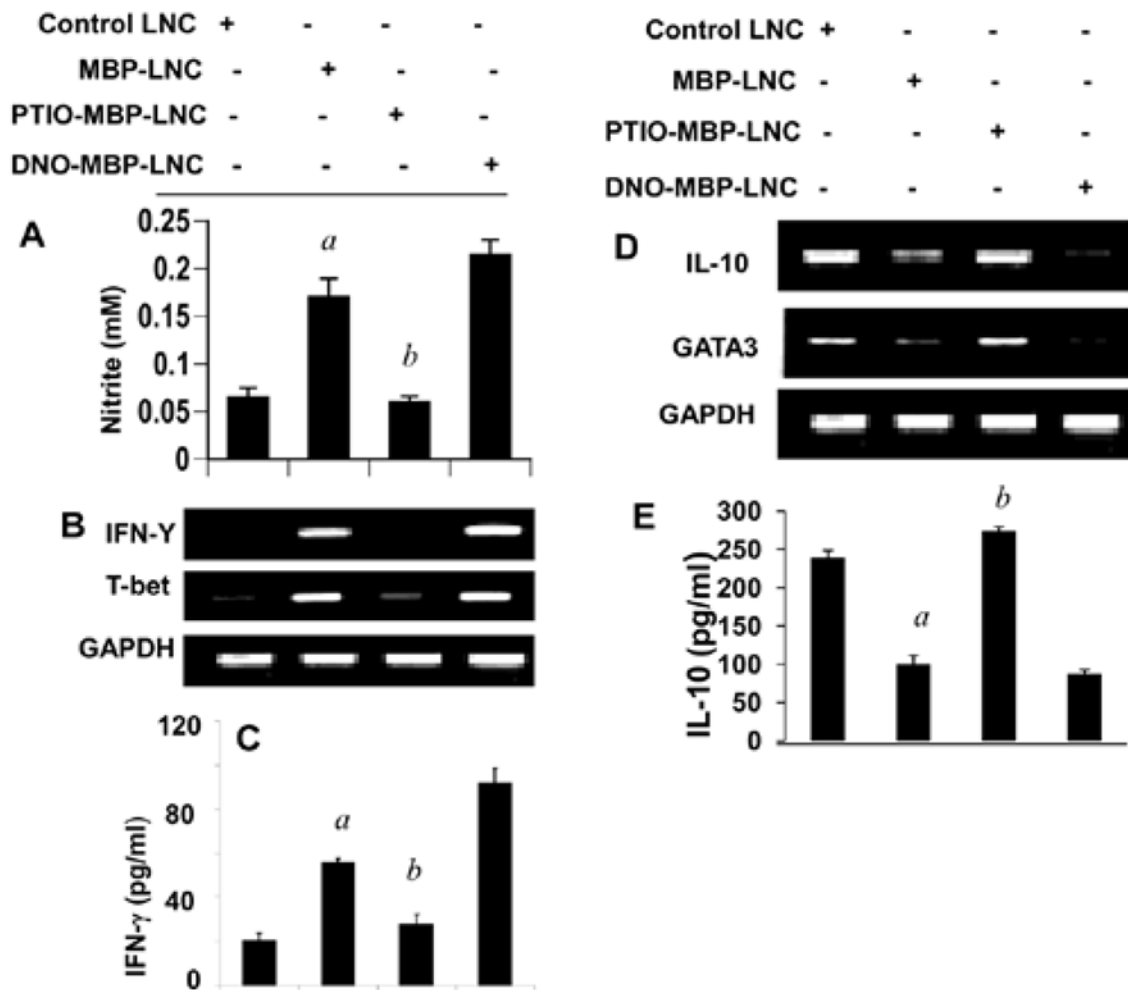 Control LNC + - - -
MBP-LNC - + - -
PTIO-MBP-LNC - - + -
DNO-MBP-LNC - - - +
A
Nitrite (mM)
0.25
0.2
0.15
0.1
0.05
0
a
b
B
IFN-Y
T-bet
GAPDH
C
IFN-γ (pg/ml)
120
80
40
0
a
b
Control LNC + - - -
MBP-LNC - + - -
PTIO-MBP-LNC - - + -
DNO-MBP-LNC - - - +
D
IL-10
GATA3
GAPDH
E
IL-10 (pg/ml)
300
250
200
150
100
50
0
a
b